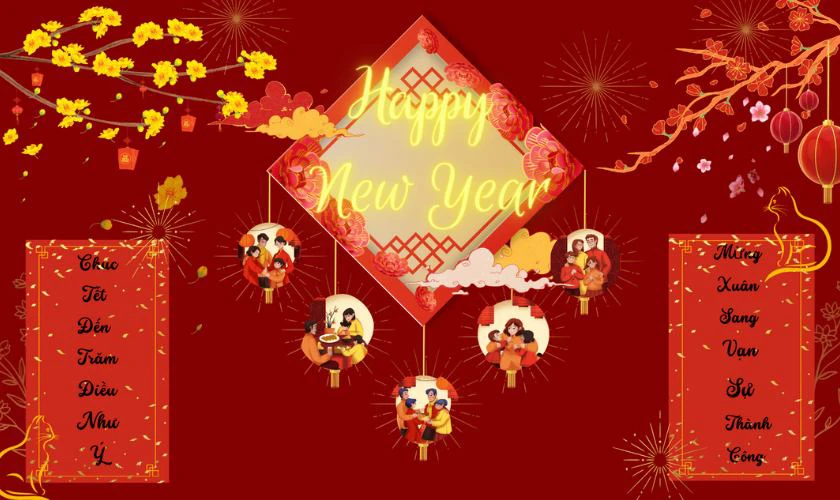 Happy
New Year
Chúc
Tết
Đến
Trăm
Điều
Như
Ý
Mừng
Xuân
Sang
Vạn
Sự
Thành
Công